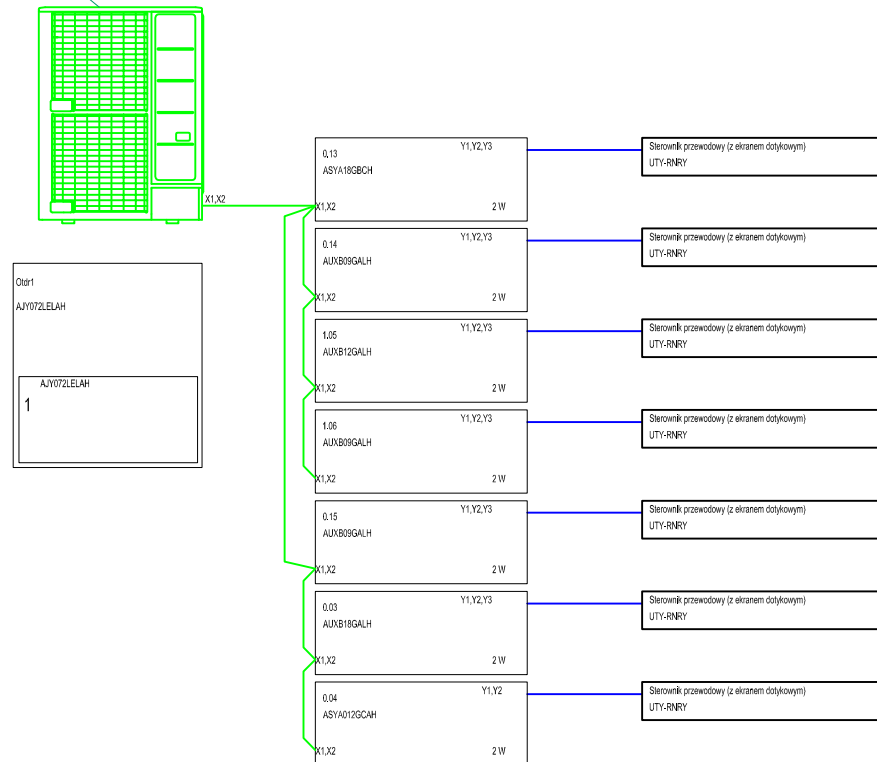 X1,X2
Otdr1
AJY072LELAH
AJY072LELAH
1
0.13 Y1,Y2,Y3
ASYA18GBCH
X1,X2 2 W
Sterownik przewodowy (z ekranem dotykowym)
UTY-RNRY
0.14 Y1,Y2,Y3
AUXB09GALH
X1,X2 2 W
Sterownik przewodowy (z ekranem dotykowym)
UTY-RNRY
1.05 Y1,Y2,Y3
AUXB12GALH
X1,X2 2 W
Sterownik przewodowy (z ekranem dotykowym)
UTY-RNRY
1.06 Y1,Y2,Y3
AUXB09GALH
X1,X2 2 W
Sterownik przewodowy (z ekranem dotykowym)
UTY-RNRY
0.15 Y1,Y2,Y3
AUXB09GALH
X1,X2 2 W
Sterownik przewodowy (z ekranem dotykowym)
UTY-RNRY
0.03 Y1,Y2,Y3
AUXB18GALH
X1,X2 2 W
Sterownik przewodowy (z ekranem dotykowym)
UTY-RNRY
0.04 Y1,Y2
ASYA012GCAH
X1,X2 2 W
Sterownik przewodowy (z ekranem dotykowym)
UTY-RNRY